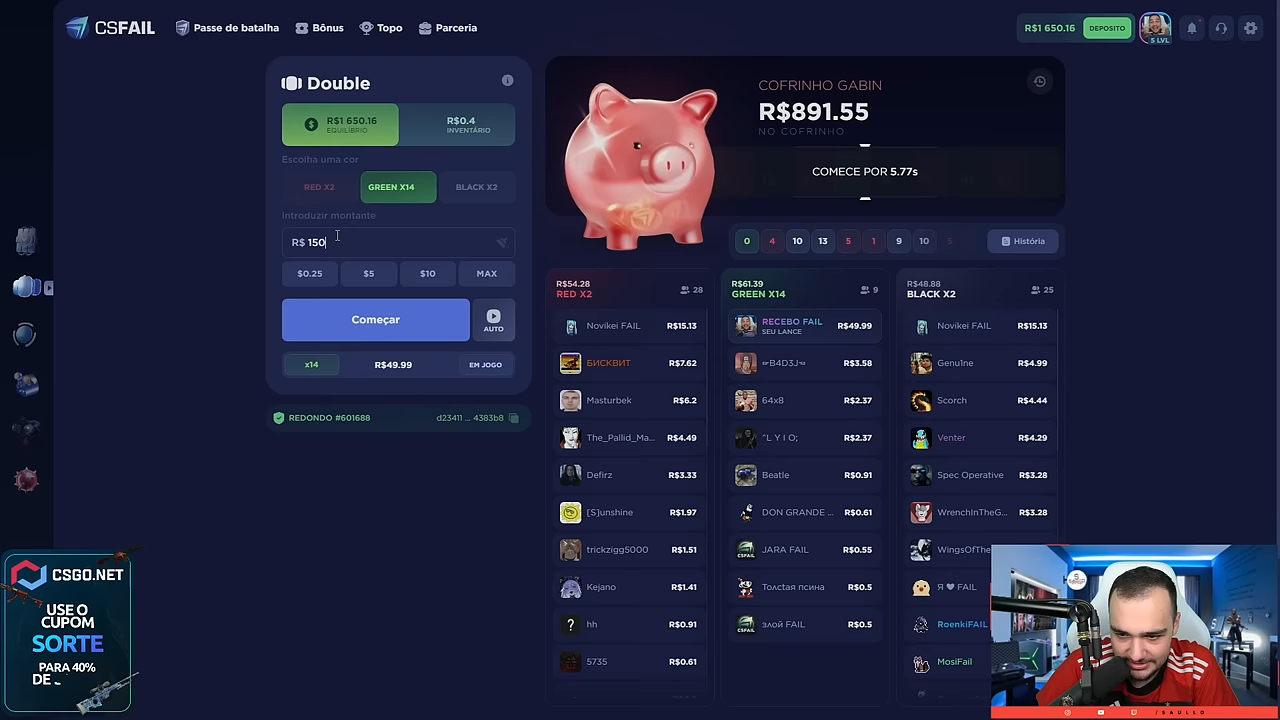 CSFAIL
Passe de batalha
Bônus
Topo
Parceria
R$1 650.16
DEPOSITO
5 LVL
Double
R$1 650.16
EQUILÍBRIO
R$0.4
INVENTÁRIO
Escolha uma cor
RED X2
GREEN X14
BLACK X2
Introduzir montante
R$ 150
$0.25
$5
$10
MAX
Começar
AUTO
x14
R$49.99
EM JOGO
REDONDO #601688
d23411 ... 4383b8
COFRINHO GABIN
R$891.55
NO COFRINHO
COMECE POR 5.77s
0
4
10
13
5
1
9
10
5
História
R$54.28
RED X2
28
Novikei FAIL R$15.13
БИСКВИТ R$7.62
Masturbek R$6.2
The_Pallid_Ma... R$4.49
Defirz R$3.33
[S]unshine R$1.97
trickzigg5000 R$1.51
Kejano R$1.41
hh R$0.91
5735 R$0.61
R$61.39
GREEN X14
9
RECEBO FAIL R$49.99
SEU LANCE
☞B4D3J☜ R$3.58
64x8 R$2.37
^L Y I O; R$2.37
Beatle R$0.91
DON GRANDE ... R$0.61
JARA FAIL R$0.55
Толстая псина R$0.5
злой FAIL R$0.5
R$48.88
BLACK X2
25
Novikei FAIL R$15.13
Genu1ne R$4.99
Scorch R$4.44
Venter R$4.29
Spec Operative R$3.28
WrenchInTheG... R$3.28
WingsOfThe
Я ♥ FAIL
RoenkiFAIL
MosiFail
CSGO.NET
USE O
CUPOM
SORTE
PARA 40%
DE
/SAULLO